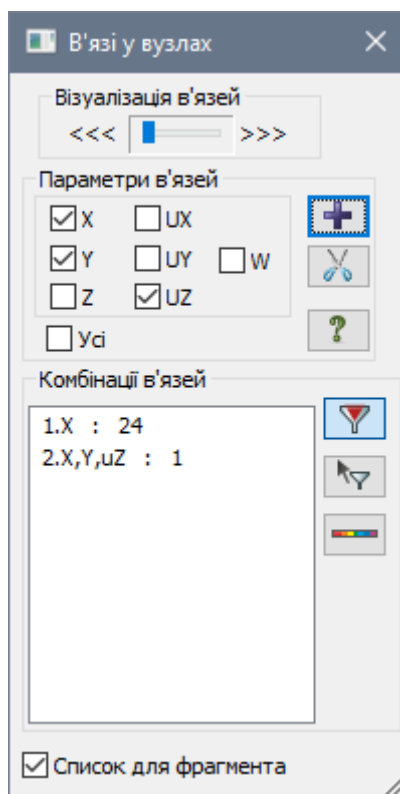 В'язі у вузлах
Візуалізація в'язей
<<< >>>
Параметри в'язей
X UX
Y UY W
Z UZ
Усі
Комбінації в'язей
1.X : 24
2.X,Y,uZ : 1
Список для фрагмента